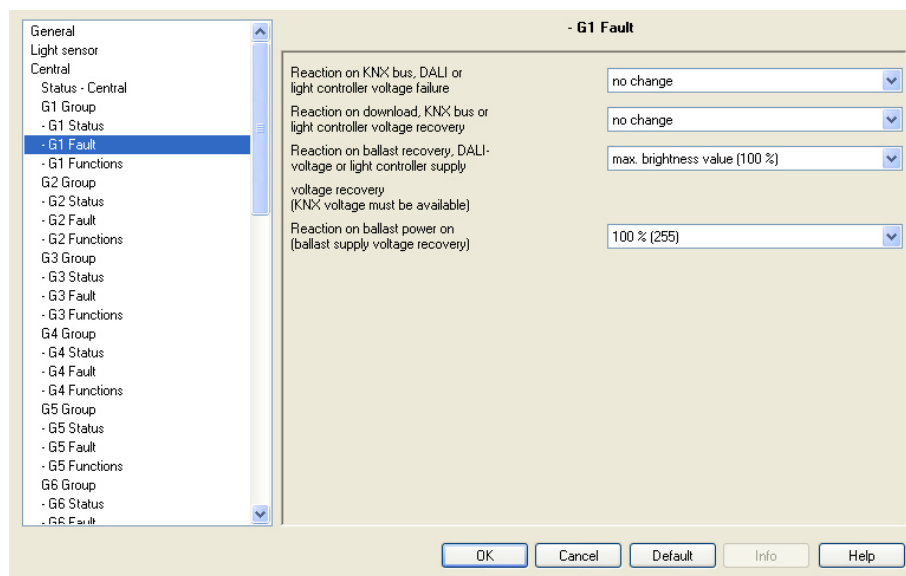 General
Light sensor
Central
Status - Central
G1 Group
- G1 Status
- G1 Fault
- G1 Functions
G2 Group
- G2 Status
- G2 Fault
- G2 Functions
G3 Group
- G3 Status
- G3 Fault
- G3 Functions
G4 Group
- G4 Status
- G4 Fault
- G4 Functions
G5 Group
- G5 Status
- G5 Fault
- G5 Functions
G6 Group
- G6 Status
- G6 Fault
- G1 Fault
Reaction on KNX bus, DALI or
light controller voltage failure
no change
Reaction on download, KNX bus or
light controller voltage recovery
no change
Reaction on ballast recovery, DALI-
voltage or light controller supply
max. brightness value (100 %)
voltage recovery
(KNX voltage must be available)
Reaction on ballast power on
(ballast supply voltage recovery)
100 % (255)
OK
Cancel
Default
Info
Help